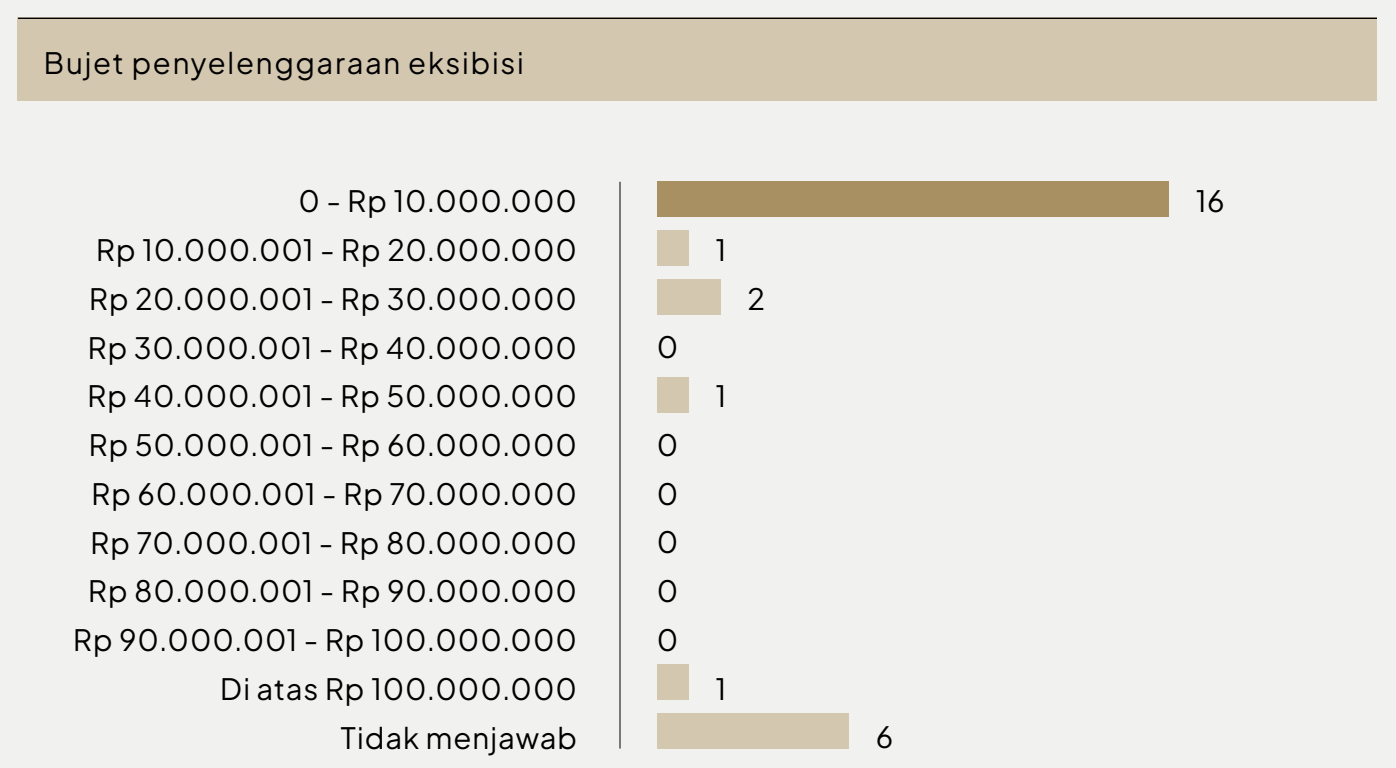 Bujet penyelenggaraan eksibisi
0 - Rp 10.000.000 16
Rp 10.000.001 - Rp 20.000.000 1
Rp 20.000.001 - Rp 30.000.000 2
Rp 30.000.001 - Rp 40.000.000 0
Rp 40.000.001 - Rp 50.000.000 1
Rp 50.000.001 - Rp 60.000.000 0
Rp 60.000.001 - Rp 70.000.000 0
Rp 70.000.001 - Rp 80.000.000 0
Rp 80.000.001 - Rp 90.000.000 0
Rp 90.000.001 - Rp 100.000.000 0
Di atas Rp 100.000.000 1
Tidak menjawab 6